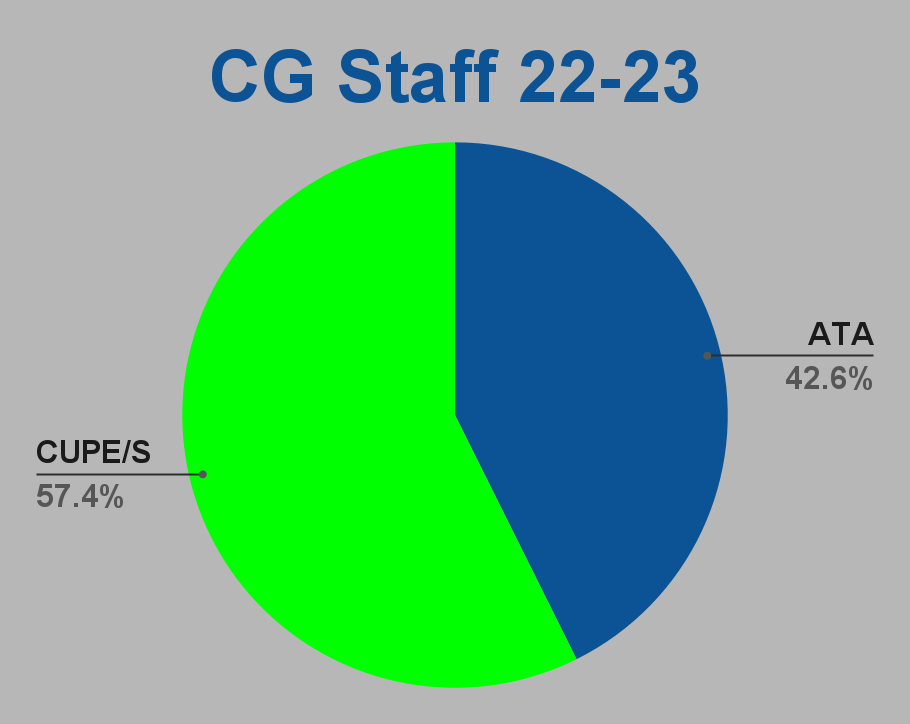 CG Staff 22-23
ATA
42.6%
CUPE/S
57.4%